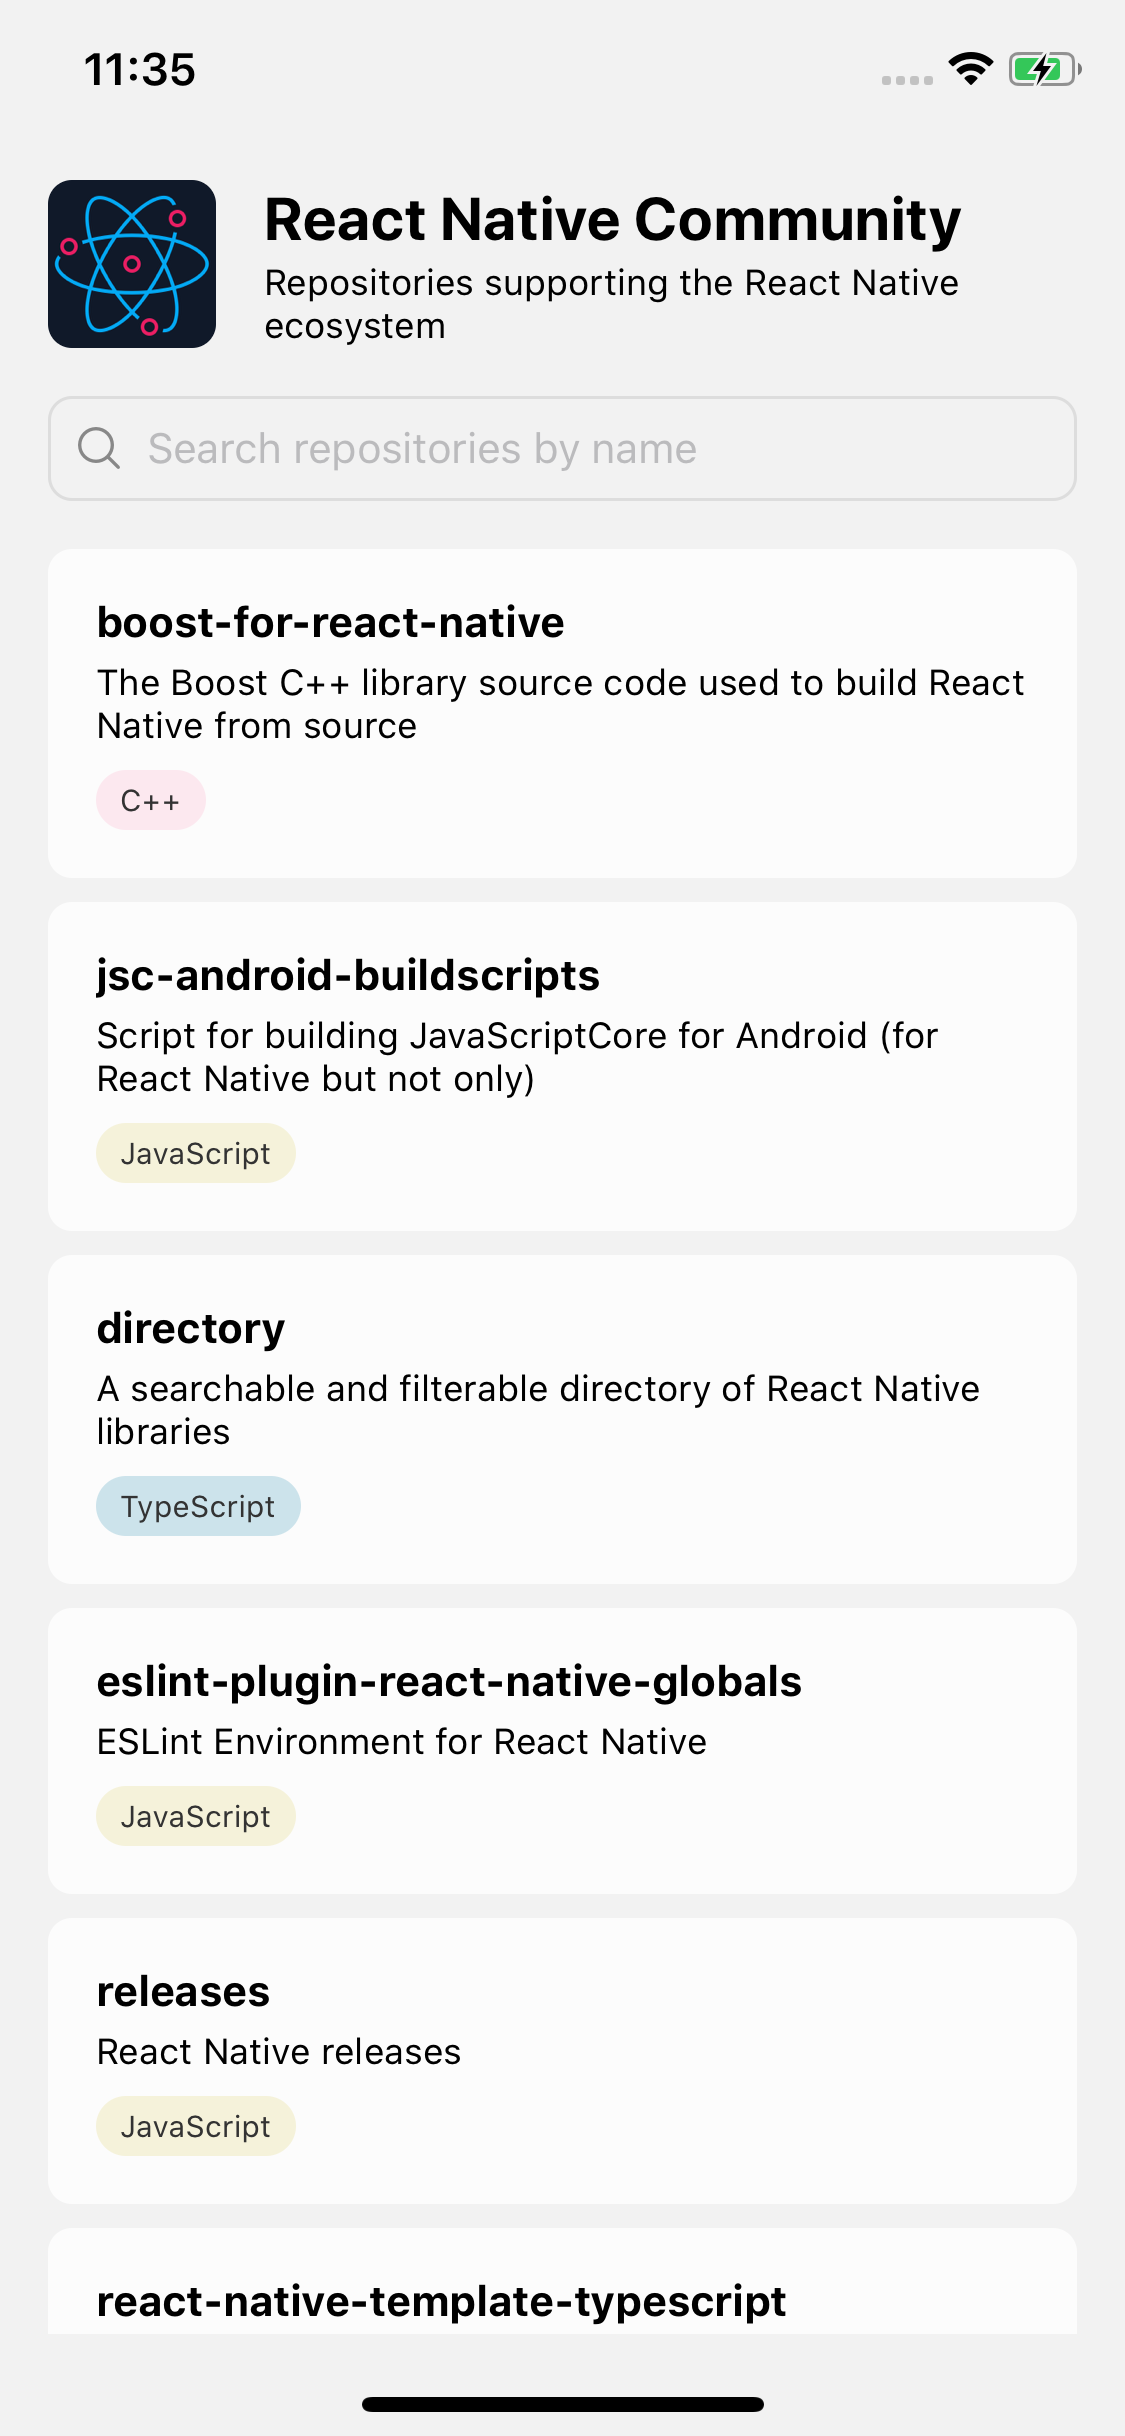 11:35
React Native Community
Repositories supporting the React Native
ecosystem
Search repositories by name
boost-for-react-native
The Boost C++ library source code used to build React
Native from source
C++
jsc-android-buildscripts
Script for building JavaScriptCore for Android (for
React Native but not only)
JavaScript
directory
A searchable and filterable directory of React Native
libraries
TypeScript
eslint-plugin-react-native-globals
ESLint Environment for React Native
JavaScript
releases
React Native releases
JavaScript
react-native-template-typescript